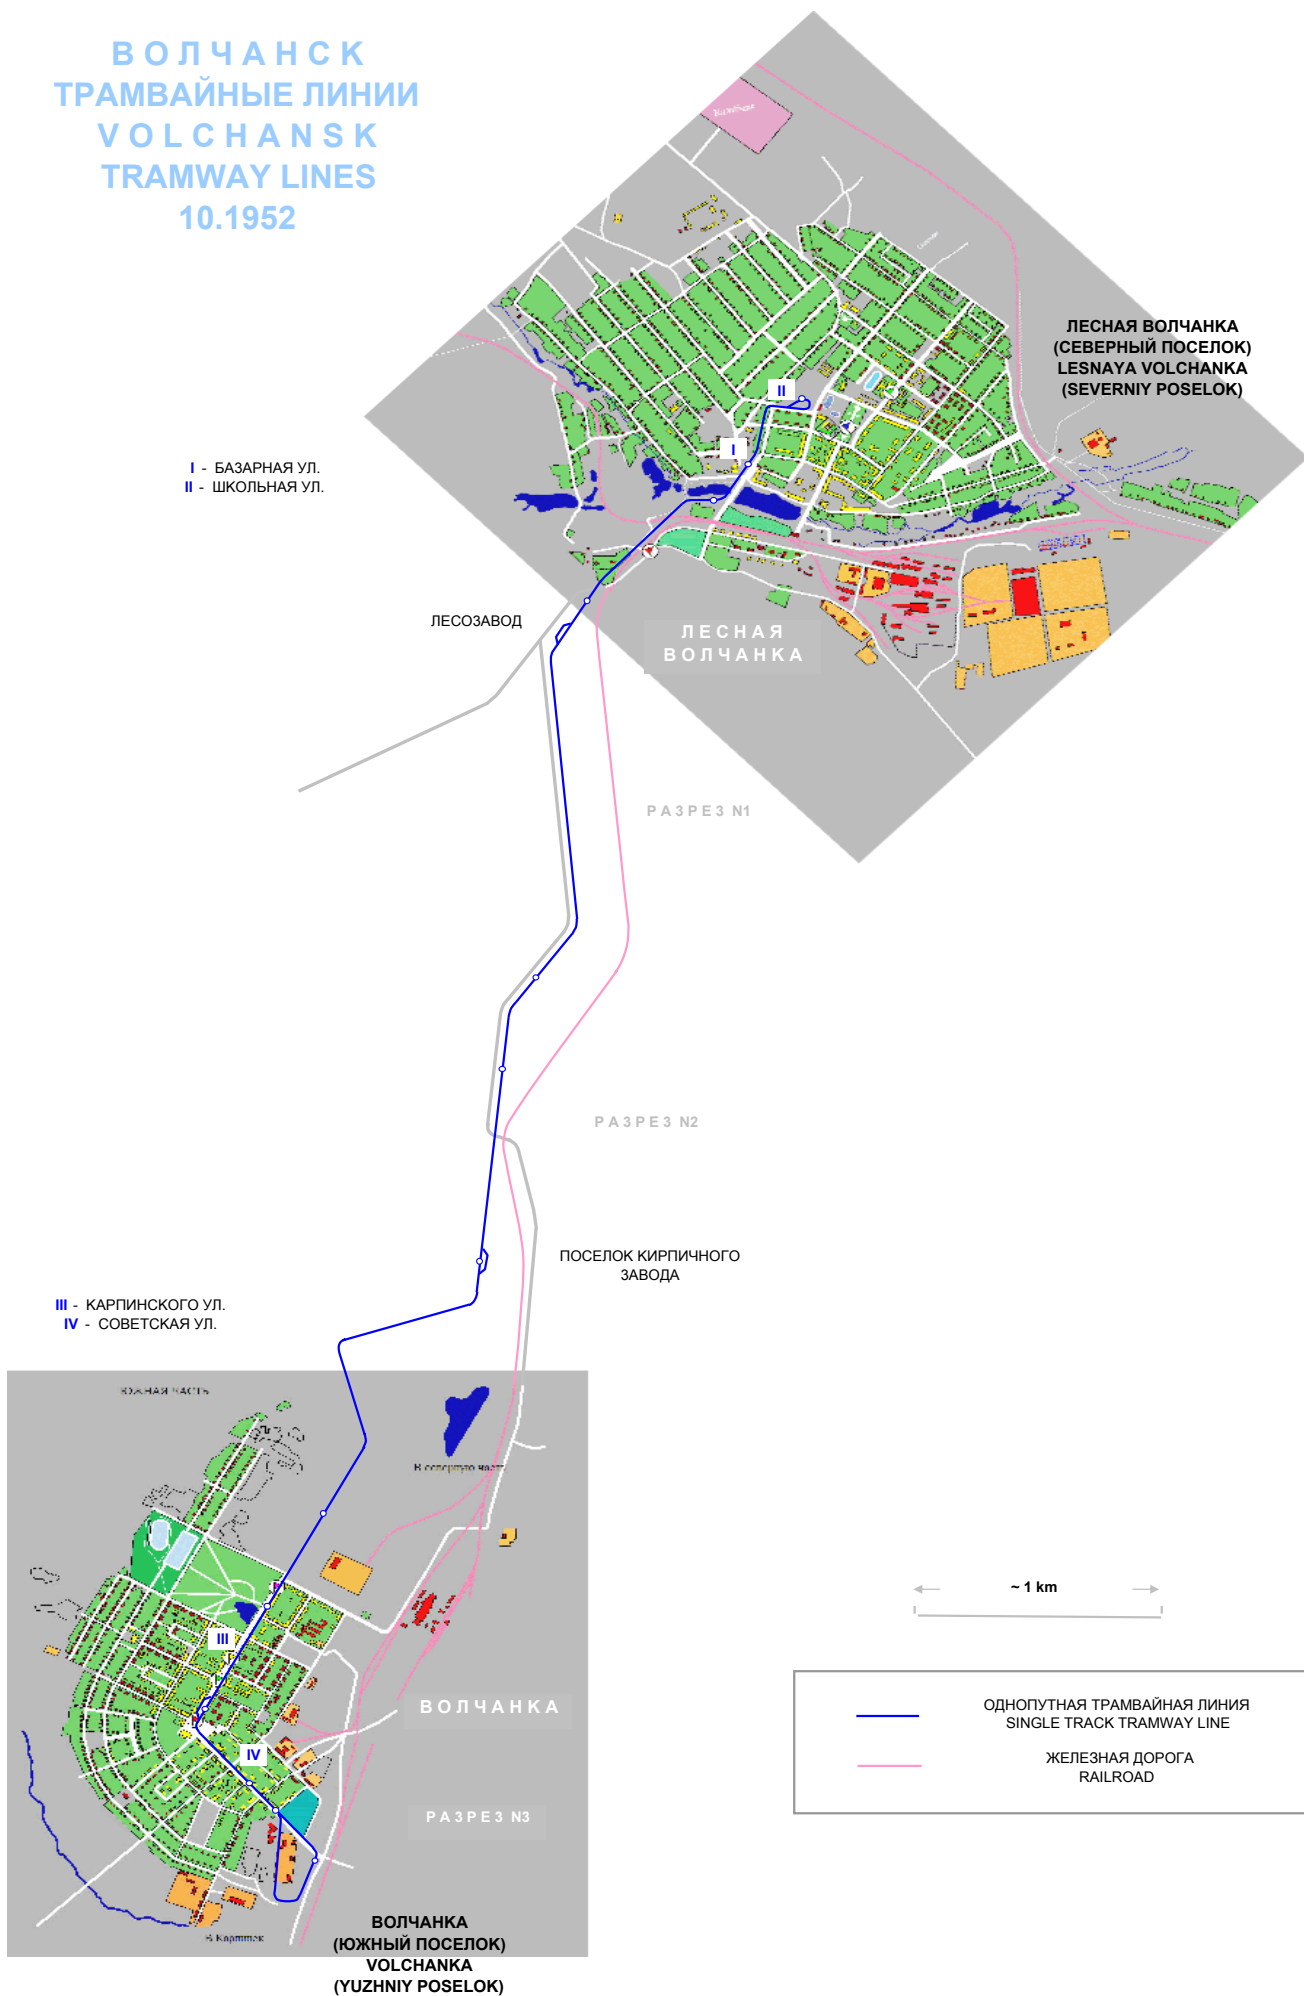 ВОЛЧАНСК
ТРАМВАЙНЫЕ ЛИНИИ
VOLCHANSK
TRAMWAY LINES
10.1952
ЛЕСНАЯ ВОЛЧАНКА
(СЕВЕРНЫЙ ПОСЕЛОК)
LESNAYA VOLCHANKA
(SEVERNIY POSELOK)
II
I
I - БАЗАРНАЯ УЛ.
II - ШКОЛЬНАЯ УЛ.
ЛЕСОЗАВОД
ЛЕСНАЯ
ВОЛЧАНКА
РАЗРЕЗ N1
РАЗРЕЗ N2
ПОСЕЛОК КИРПИЧНОГО
ЗАВОДА
III - КАРПИНСКОГО УЛ.
IV - СОВЕТСКАЯ УЛ.
ЮЖНАЯ ЧАСТЬ
В северную часть
III
ВОЛЧАНКА
IV
РАЗРЕЗ N3
В Карпинск
ВОЛЧАНКА
(ЮЖНЫЙ ПОСЕЛОК)
VOLCHANKA
(YUZHNIY POSELOK)
~ 1 km
ОДНОПУТНАЯ ТРАМВАЙНАЯ ЛИНИЯ
SINGLE TRACK TRAMWAY LINE
ЖЕЛЕЗНАЯ ДОРОГА
RAILROAD